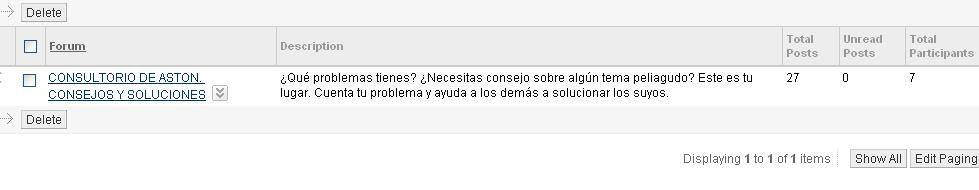 Delete
Forum Description Total Posts Unread Posts Total Participants
CONSULTORIO DE ASTON. ¿Qué problemas tienes? ¿Necesitas consejo sobre algún tema peliagudo? Este es tu 27 0 7
CONSEJOS Y SOLUCIONES lugar. Cuenta tu problema y ayuda a los demás a solucionar los suyos.
Delete
Displaying 1 to 1 of 1 items Show All Edit Paging